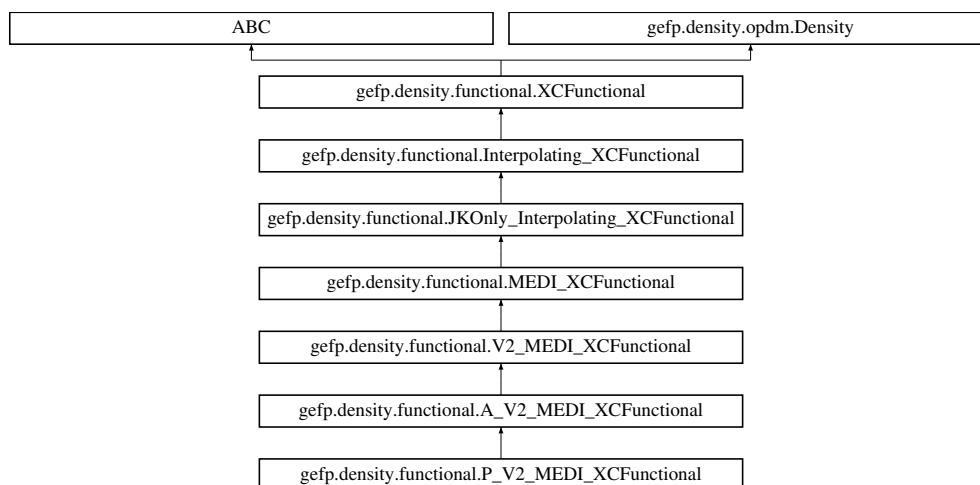 ABC
gefp.density.opdm.Density
gefp.density.functional.XCFunctional
gefp.density.functional.Interpolating_XCFunctional
gefp.density.functional.JKOnly_Interpolating_XCFunctional
gefp.density.functional.MEDI_XCFunctional
gefp.density.functional.V2_MEDI_XCFunctional
gefp.density.functional.A_V2_MEDI_XCFunctional
gefp.density.functional.P_V2_MEDI_XCFunctional